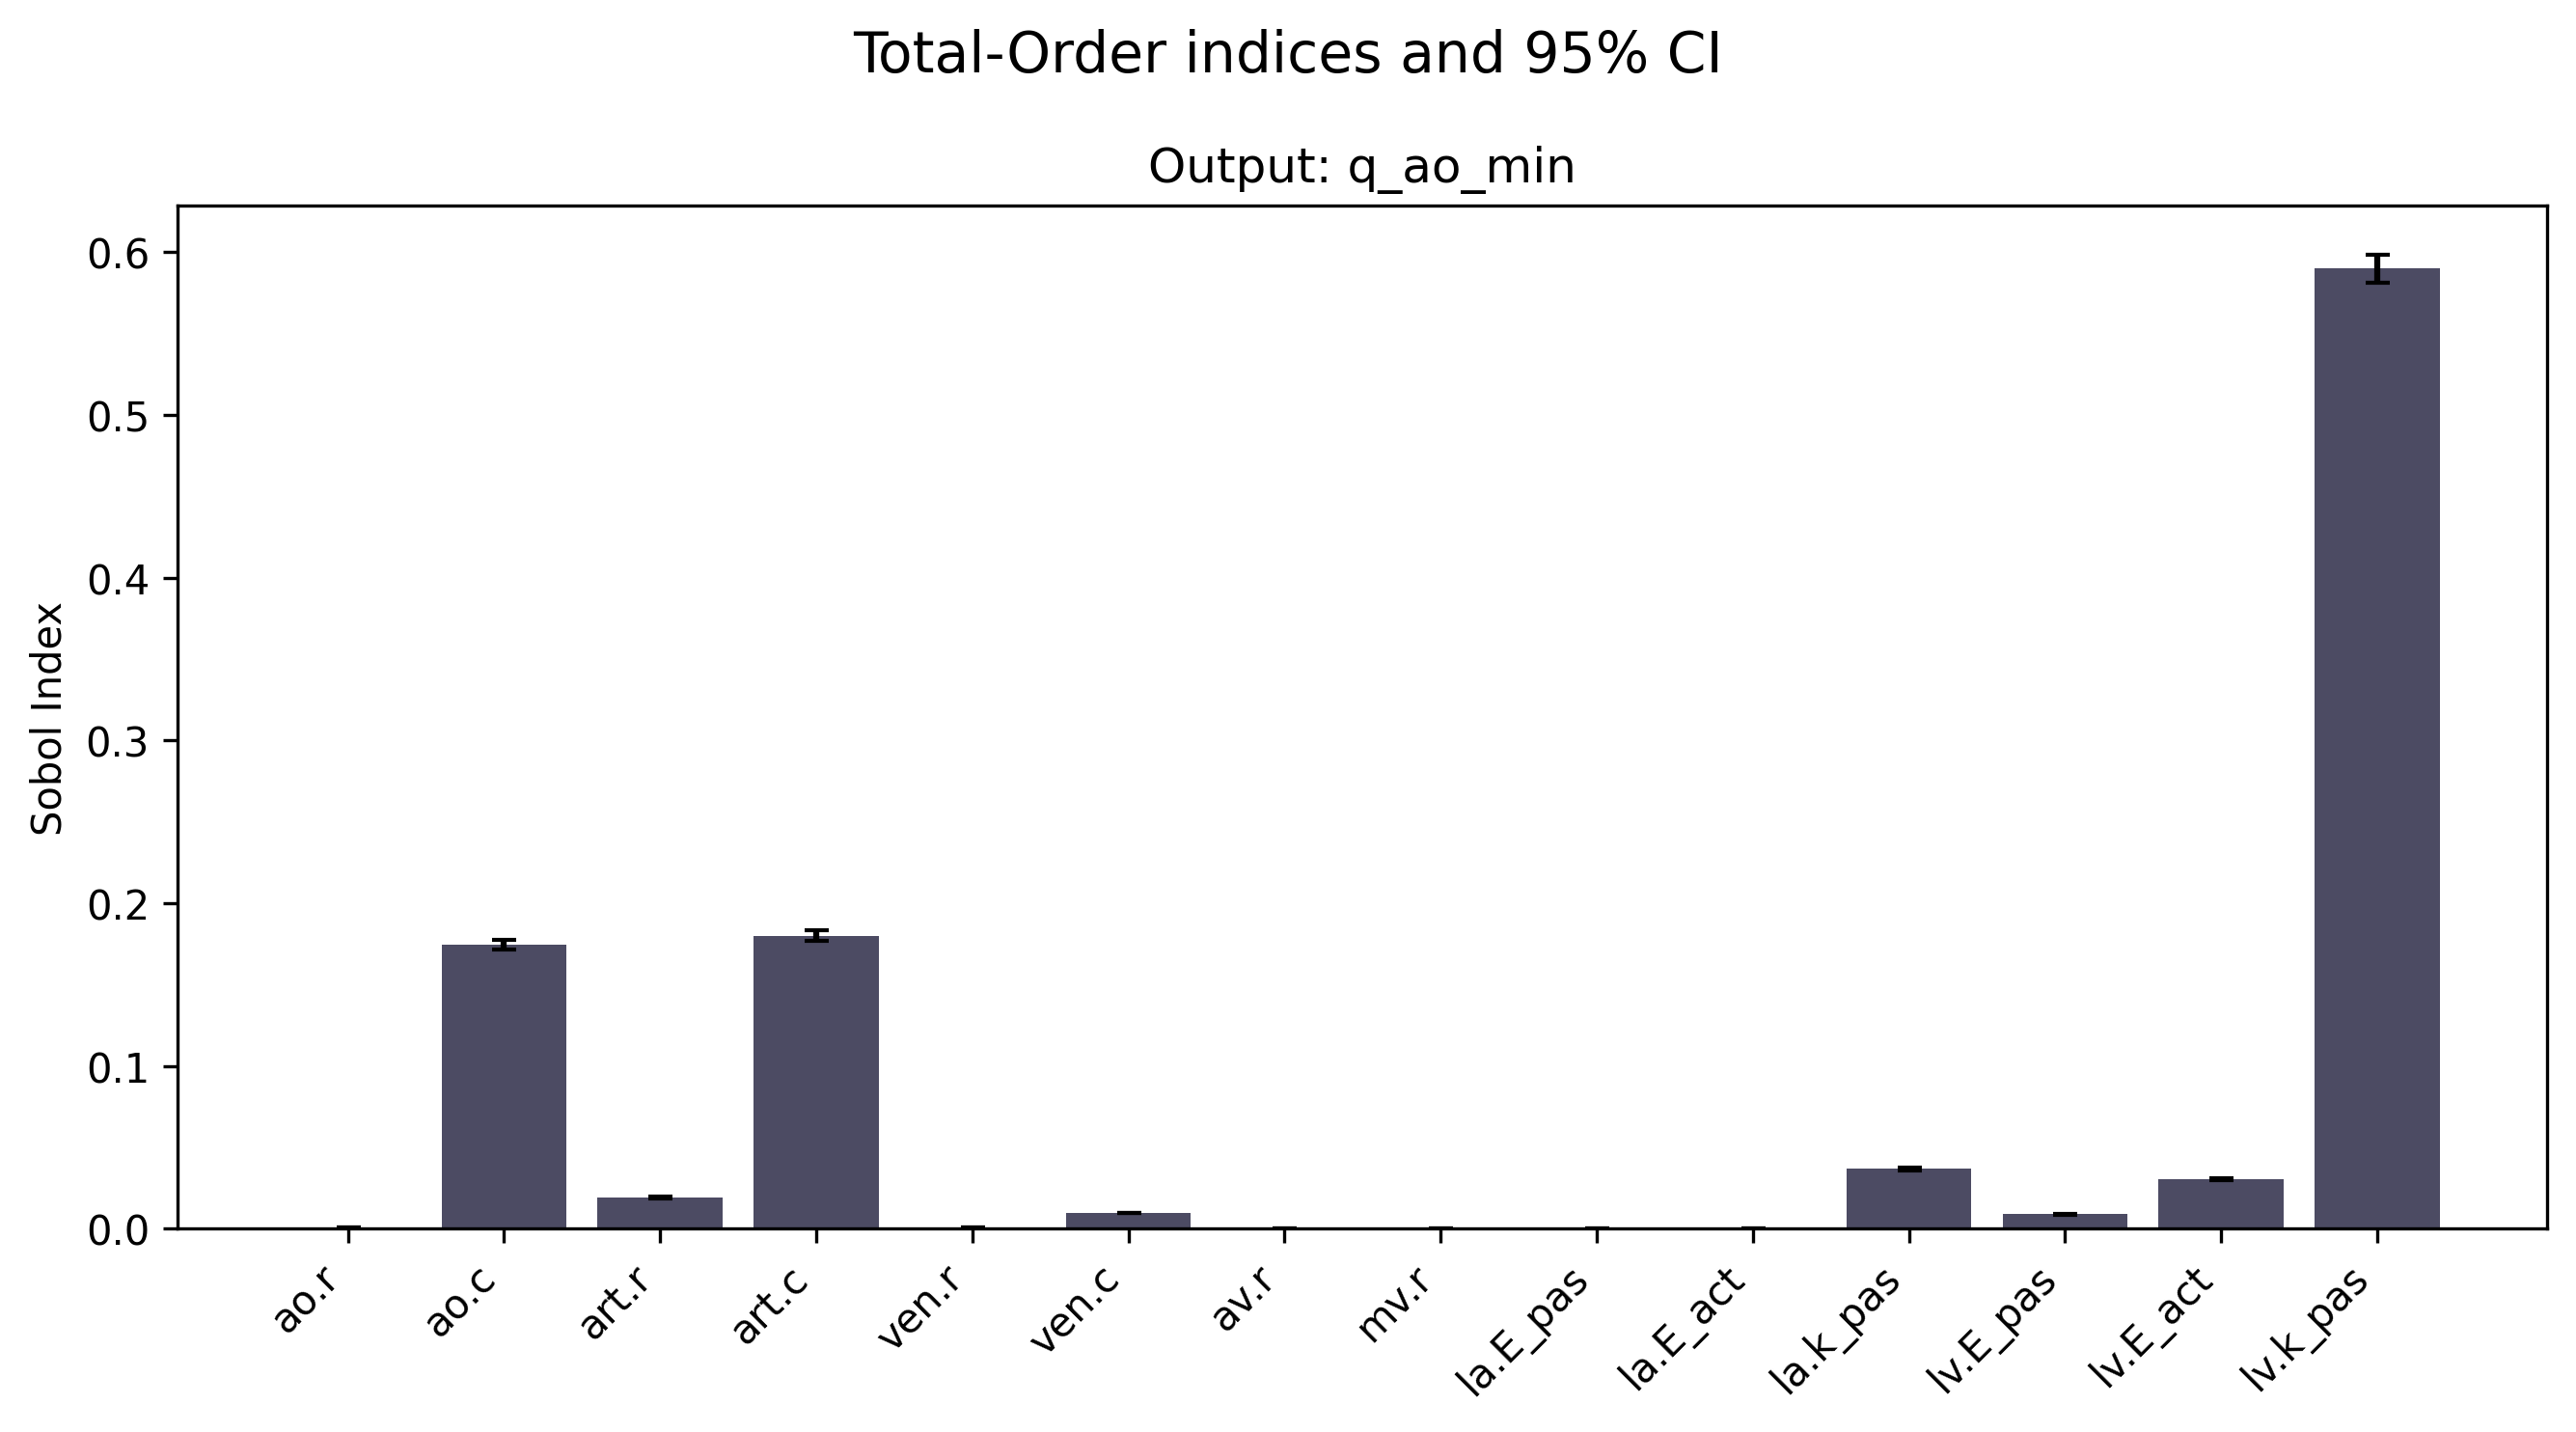 Total-Order indices and 95% CI
Output: q_ao_min
Sobol Index
0.6
0.5
0.4
0.3
0.2
0.1
0.0
ao.r
ao.c
art.r
art.c
ven.r
ven.c
av.r
mv.r
la.E_pas
la.E_act
la.k_pas
lv.E_pas
lv.E_act
lv.k_pas